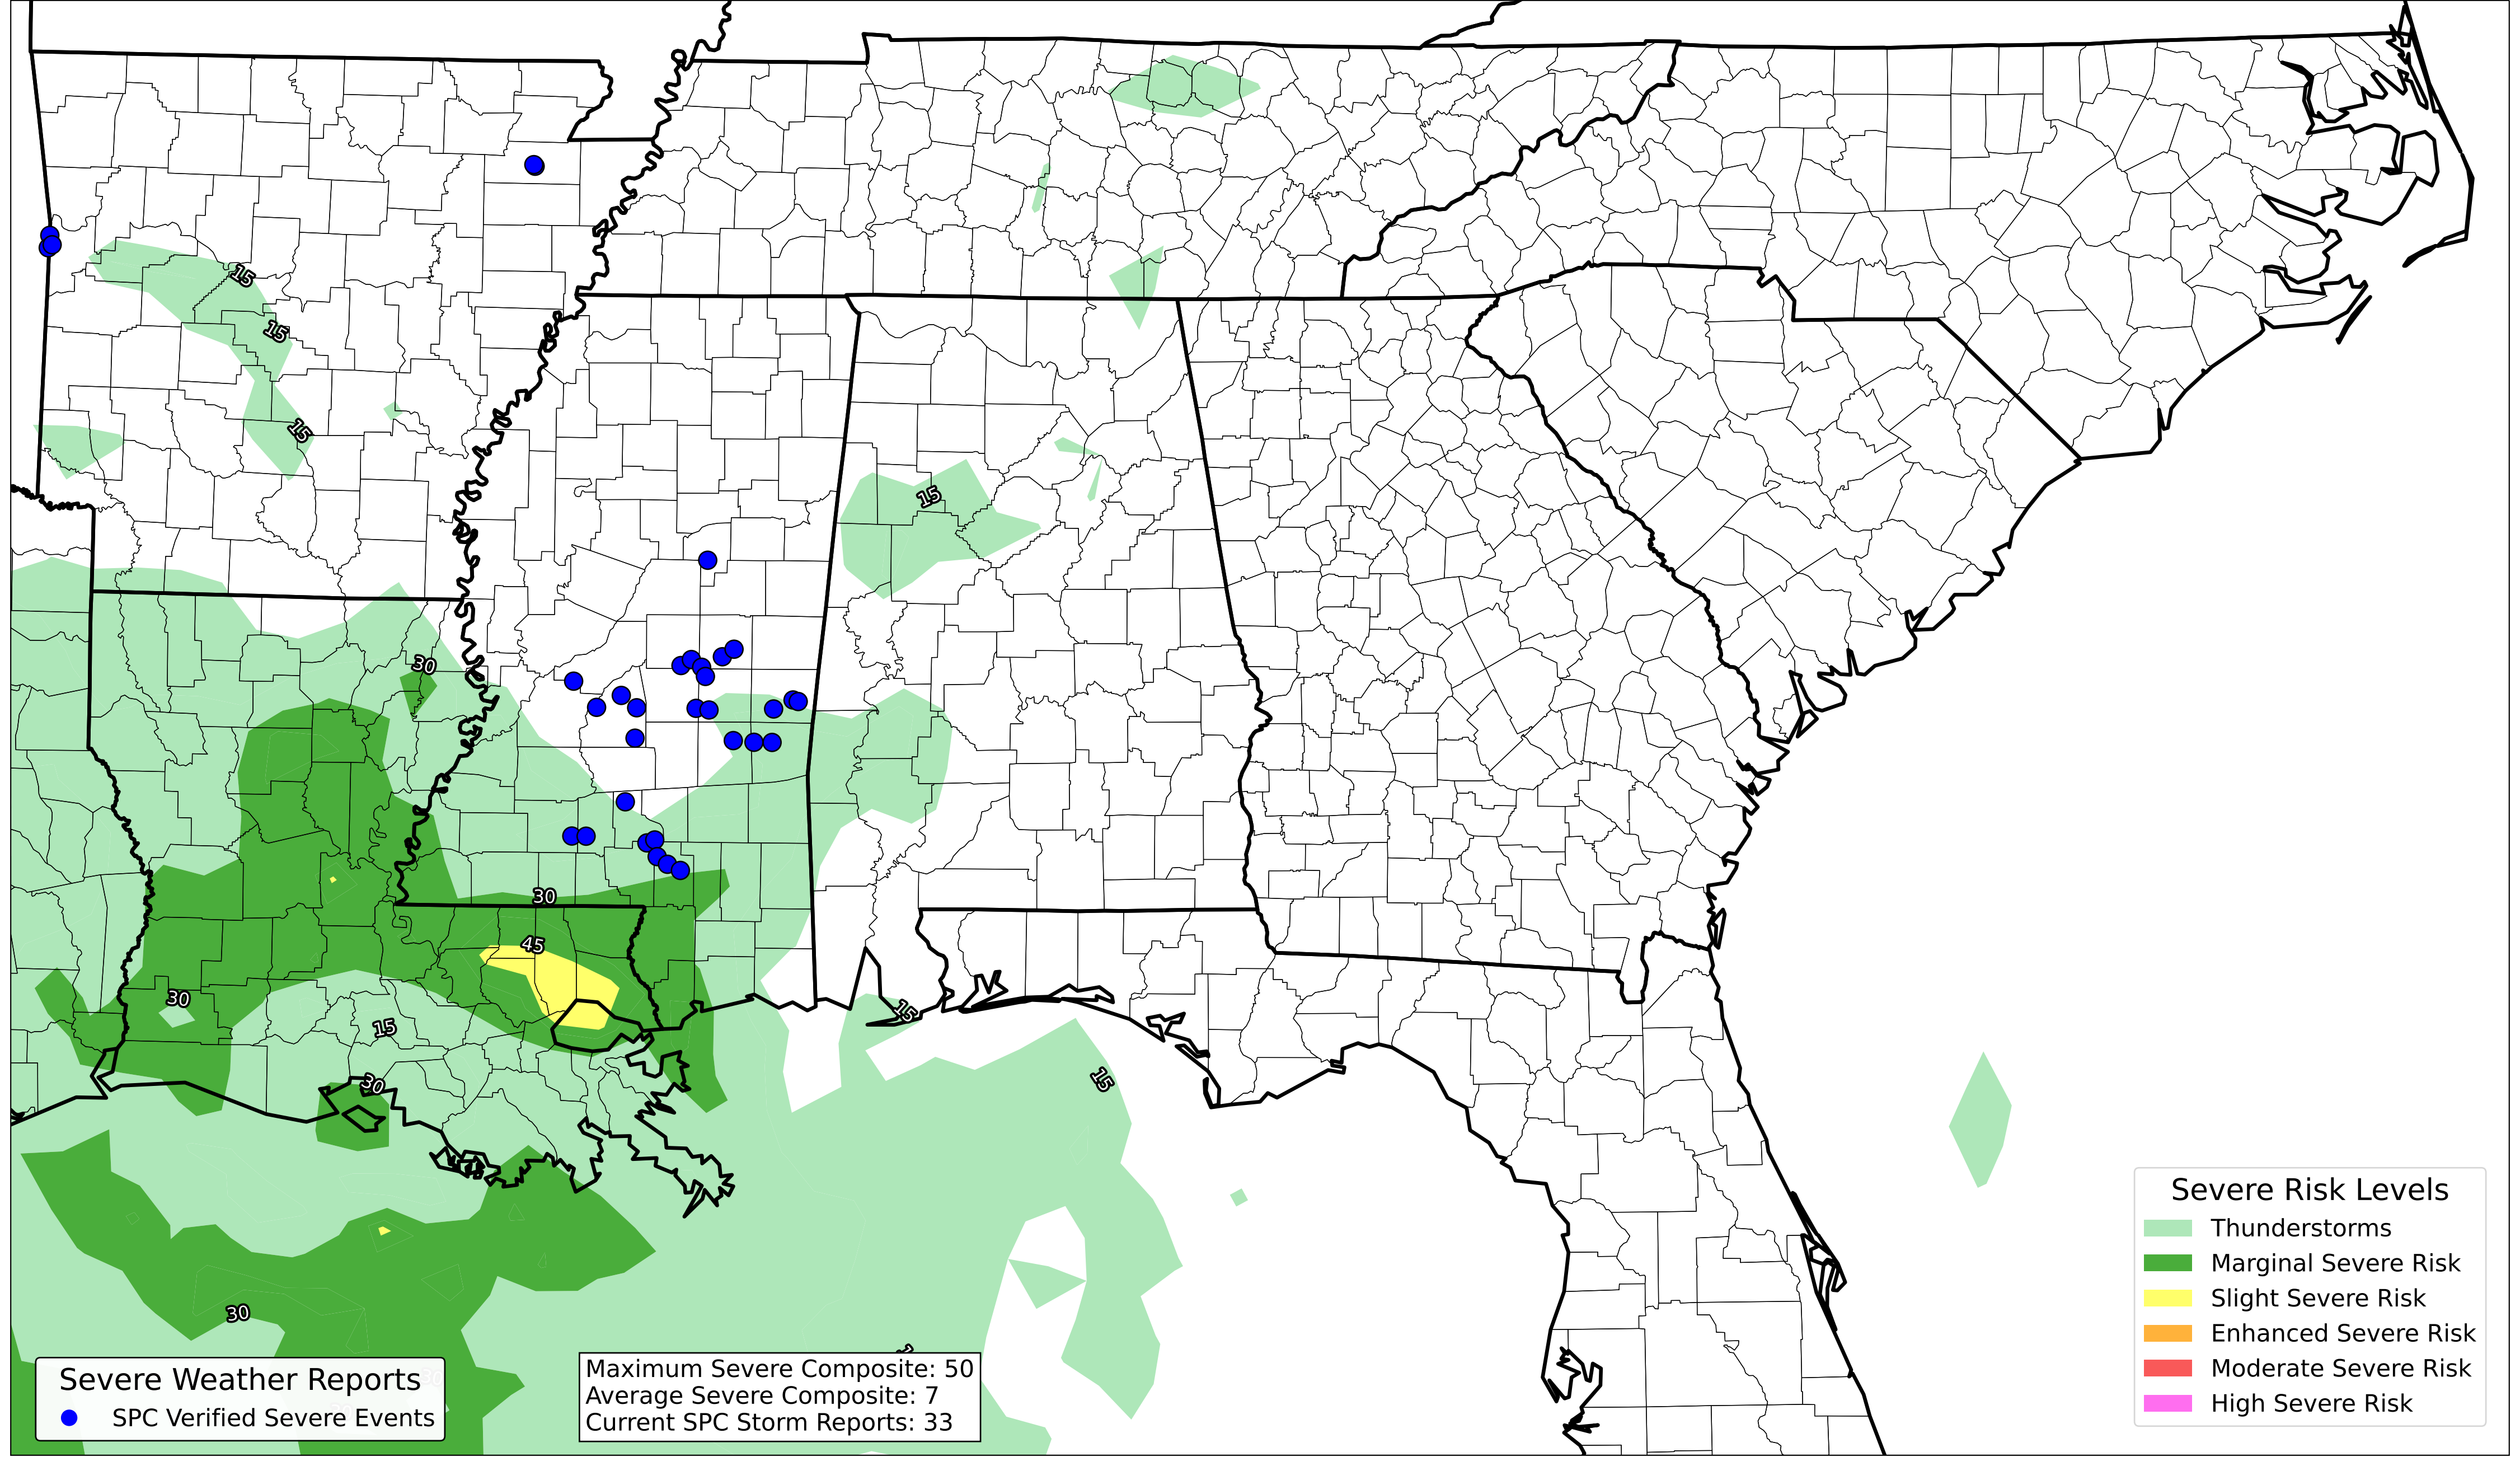 15
15
15
15
30
30
45
30
15
15
30
15
30
Severe Risk Levels
Thunderstorms
Marginal Severe Risk
Slight Severe Risk
Enhanced Severe Risk
Moderate Severe Risk
High Severe Risk
Severe Weather Reports
SPC Verified Severe Events
Maximum Severe Composite: 50
Average Severe Composite: 7
Current SPC Storm Reports: 33